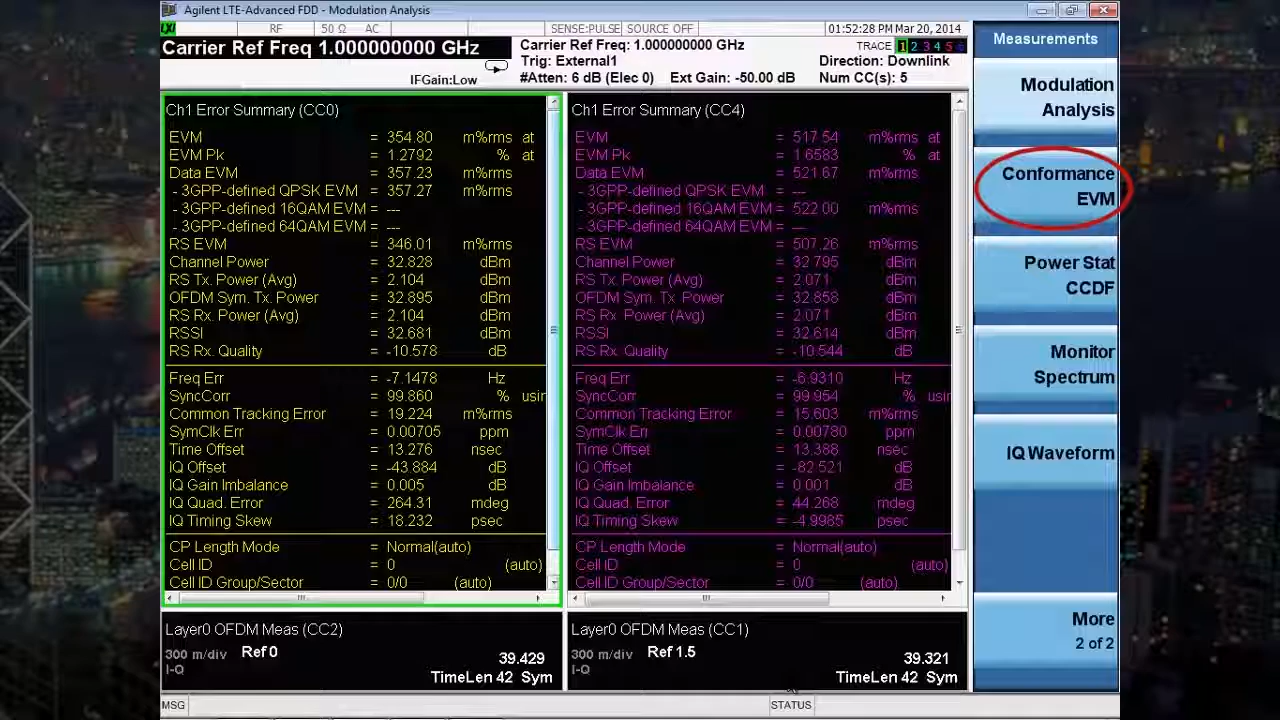 Agilent LTE-Advanced FDD - Modulation Analysis
LXI RF 50 Ω AC SENSE:PULSE SOURCE OFF 01:52:28 PM Mar 20, 2014
Carrier Ref Freq 1.000000000 GHz
IFGain:Low
Carrier Ref Freq: 1.000000000 GHz
Trig: External1
#Atten: 6 dB (Elec 0) Ext Gain: -50.00 dB
TRACE 1 2 3 4 5 6
Direction: Downlink
Num CC(s): 5
Ch1 Error Summary (CC0)
EVM = 354.80 m%rms at
EVM Pk = 1.2792 % at
Data EVM = 357.23 m%rms
- 3GPP-defined QPSK EVM = 357.27 m%rms
- 3GPP-defined 16QAM EVM = ---
- 3GPP-defined 64QAM EVM = ---
RS EVM = 346.01 m%rms
Channel Power = 32.828 dBm
RS Tx. Power (Avg) = 2.104 dBm
OFDM Sym. Tx. Power = 32.895 dBm
RS Rx. Power (Avg) = 2.104 dBm
RSSI = 32.681 dBm
RS Rx. Quality = -10.578 dB
Freq Err = -7.1478 Hz
SyncCorr = 99.860 % usin
Common Tracking Error = 19.224 m%rms
SymClk Err = 0.00705 ppm
Time Offset = 13.276 nsec
IQ Offset = -43.884 dB
IQ Gain Imbalance = 0.005 dB
IQ Quad. Error = 264.31 mdeg
IQ Timing Skew = 18.232 psec
CP Length Mode = Normal(auto)
Cell ID = 0 (auto)
Cell ID Group/Sector = 0/0 (auto)
Ch1 Error Summary (CC4)
EVM = 517.54 m%rms at
EVM Pk = 1.6583 % at
Data EVM = 521.67 m%rms
- 3GPP-defined QPSK EVM = ---
- 3GPP-defined 16QAM EVM = 522.00 m%rms
- 3GPP-defined 64QAM EVM = ---
RS EVM = 507.26 m%rms
Channel Power = 32.795 dBm
RS Tx. Power (Avg) = 2.071 dBm
OFDM Sym. Tx. Power = 32.858 dBm
RS Rx. Power (Avg) = 2.071 dBm
RSSI = 32.614 dBm
RS Rx. Quality = -10.544 dB
Freq Err = -6.9310 Hz
SyncCorr = 99.954 % usin
Common Tracking Error = 15.603 m%rms
SymClk Err = 0.00780 ppm
Time Offset = 13.388 nsec
IQ Offset = -82.521 dB
IQ Gain Imbalance = 0.001 dB
IQ Quad. Error = 44.268 mdeg
IQ Timing Skew = -4.9985 psec
CP Length Mode = Normal(auto)
Cell ID = 0 (auto)
Cell ID Group/Sector = 0/0 (auto)
Layer0 OFDM Meas (CC2)
300 m/div Ref 0
I-Q
39.429
TimeLen 42 Sym
Layer0 OFDM Meas (CC1)
300 m/div Ref 1.5
I-Q
39.321
TimeLen 42 Sym
MSG STATUS
Measurements
Modulation
Analysis
Conformance
EVM
Power Stat
CCDF
Monitor
Spectrum
IQ Waveform
More
2 of 2